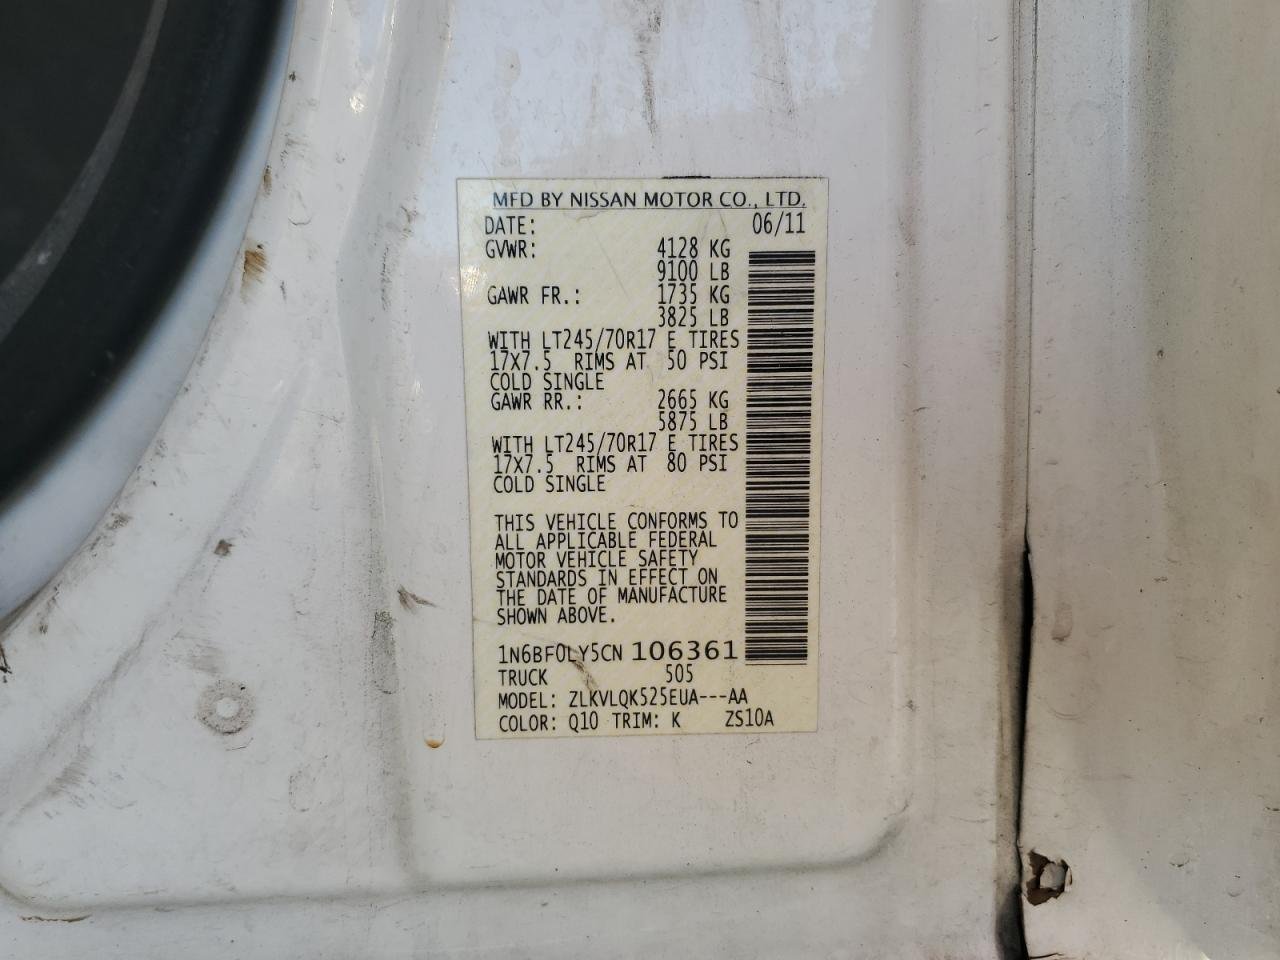 MFD BY NISSAN MOTOR CO., LTD.
DATE: 06/11
GVWR: 4128 KG
9100 LB
GAWR FR.: 1735 KG
3825 LB
WITH LT245/70R17 E TIRES
17X7.5 RIMS AT 50 PSI
COLD SINGLE
GAWR RR.: 2665 KG
5875 LB
WITH LT245/70R17 E TIRES
17X7.5 RIMS AT 80 PSI
COLD SINGLE
THIS VEHICLE CONFORMS TO
ALL APPLICABLE FEDERAL
MOTOR VEHICLE SAFETY
STANDARDS IN EFFECT ON
THE DATE OF MANUFACTURE
SHOWN ABOVE.
1N6BF0LY5CN 106361
TRUCK 505
MODEL: ZLKVLQK525EUA---AA
COLOR: Q10 TRIM: K ZS10A